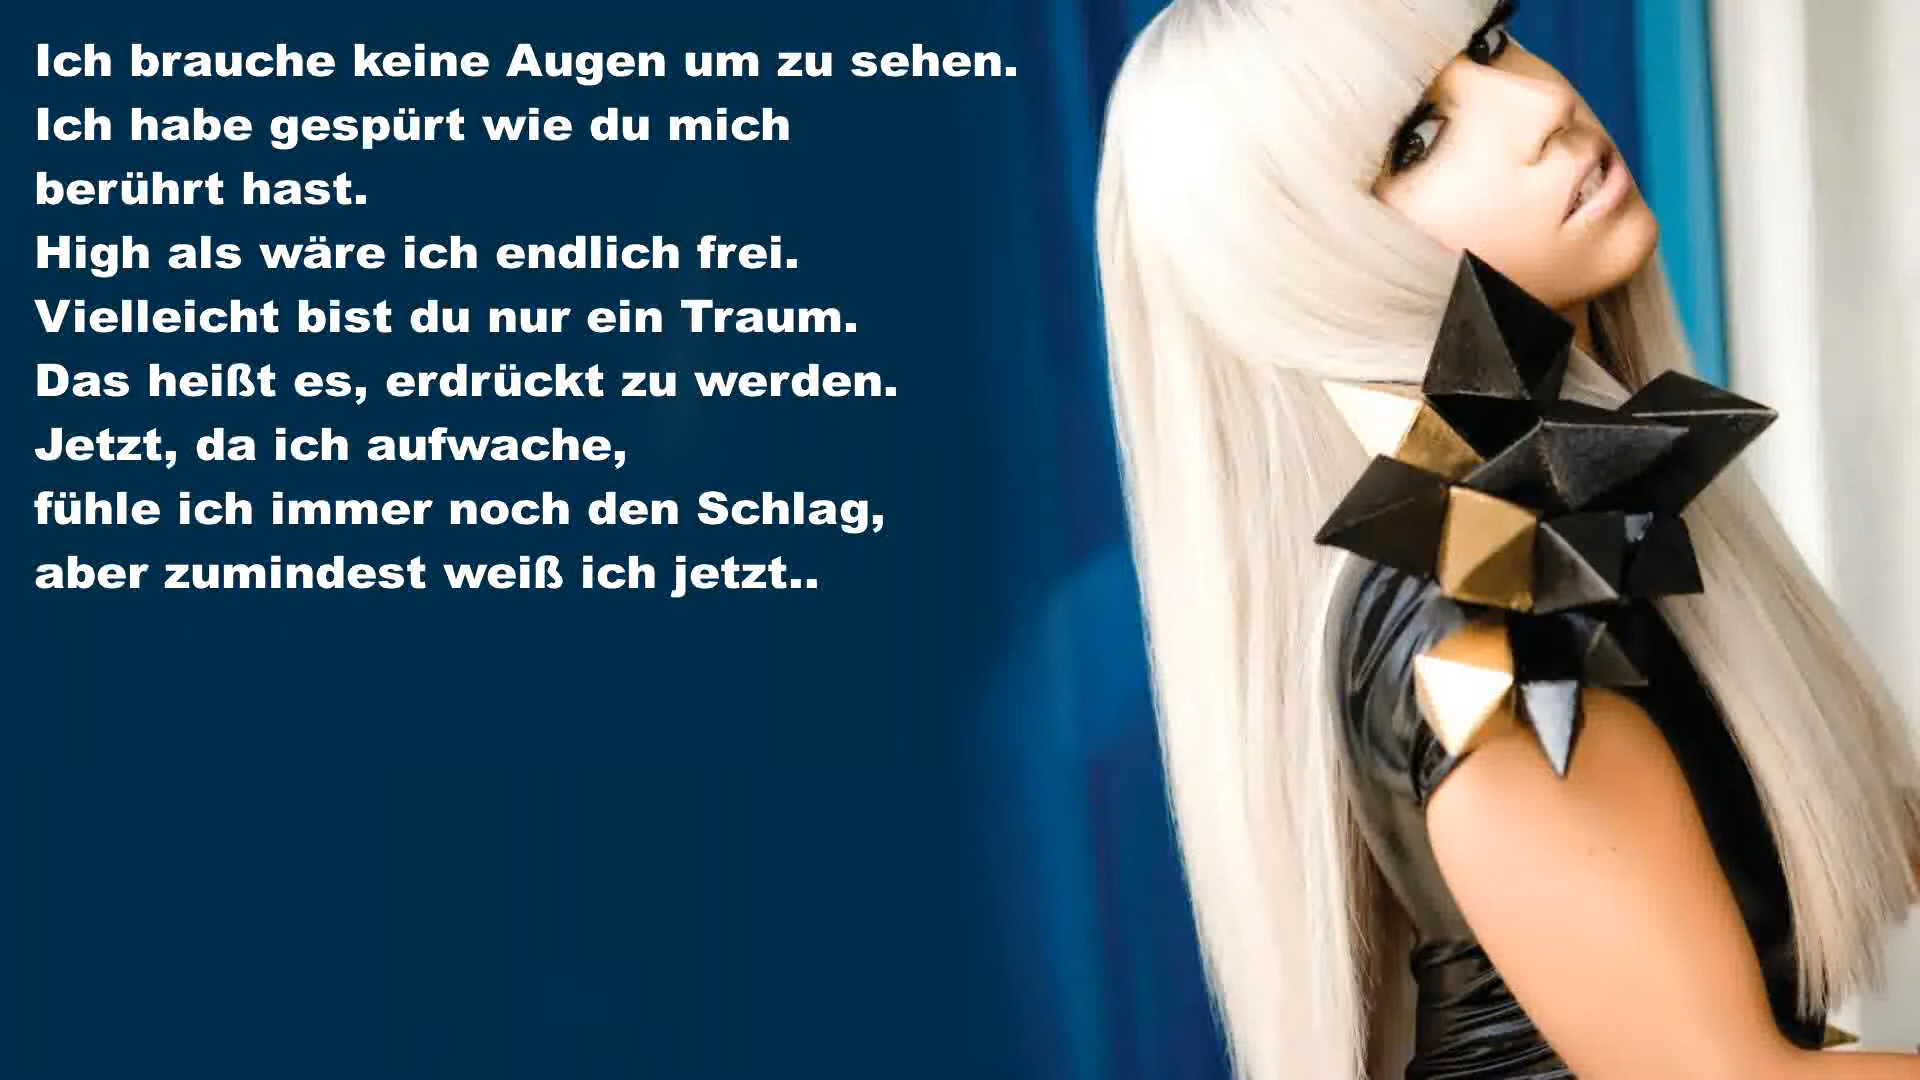 Ich brauche keine Augen um zu sehen.
Ich habe gespürt wie du mich
berührt hast.
High als wäre ich endlich frei.
Vielleicht bist du nur ein Traum.
Das heißt es, erdrückt zu werden.
Jetzt, da ich aufwache,
fühle ich immer noch den Schlag,
aber zumindest weiß ich jetzt..